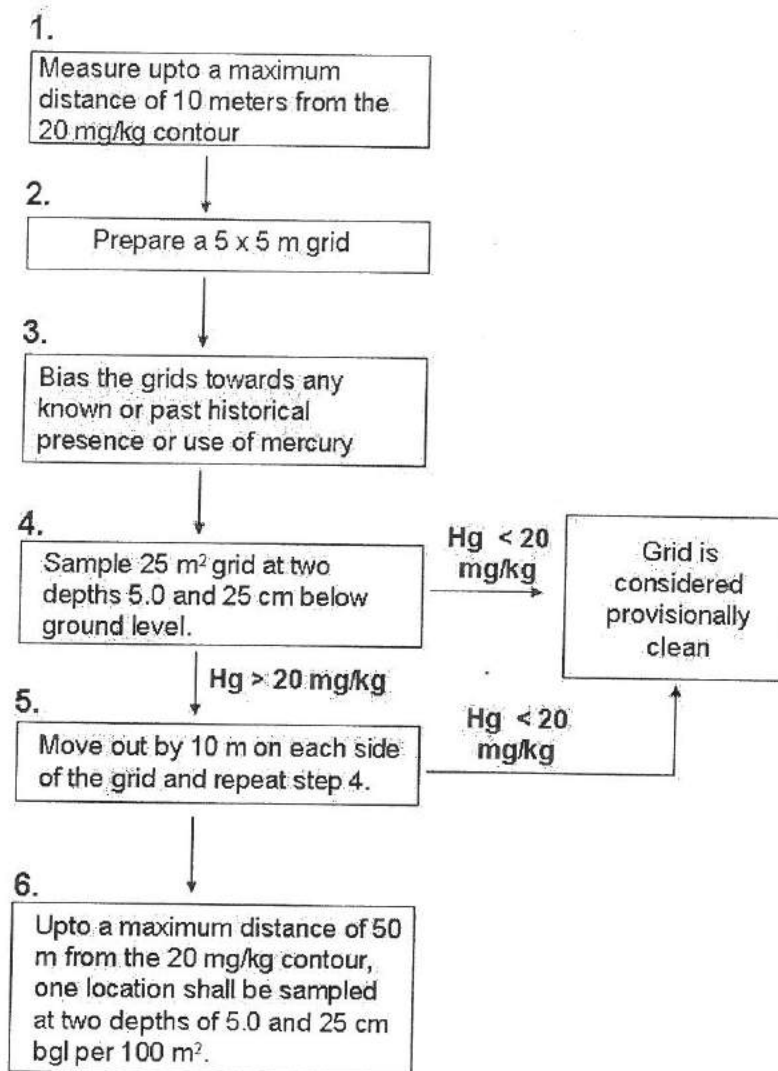 1.
Measure upto a maximum
distance of 10 meters from the
20 mg/kg contour
2.
Prepare a 5 x 5 m grid
3.
Bias the grids towards any
known or past historical
presence or use of mercury
4.
Sample 25 m² grid at two
depths 5.0 and 25 cm below
ground level.
Hg < 20
mg/kg
Grid is
considered
provisionally
clean
Hg > 20 mg/kg
5.
Move out by 10 m on each side
of the grid and repeat step 4.
Hg < 20
mg/kg
6.
Upto a maximum distance of 50
m from the 20 mg/kg contour,
one location shall be sampled
at two depths of 5.0 and 25 cm
bgl per 100 m².